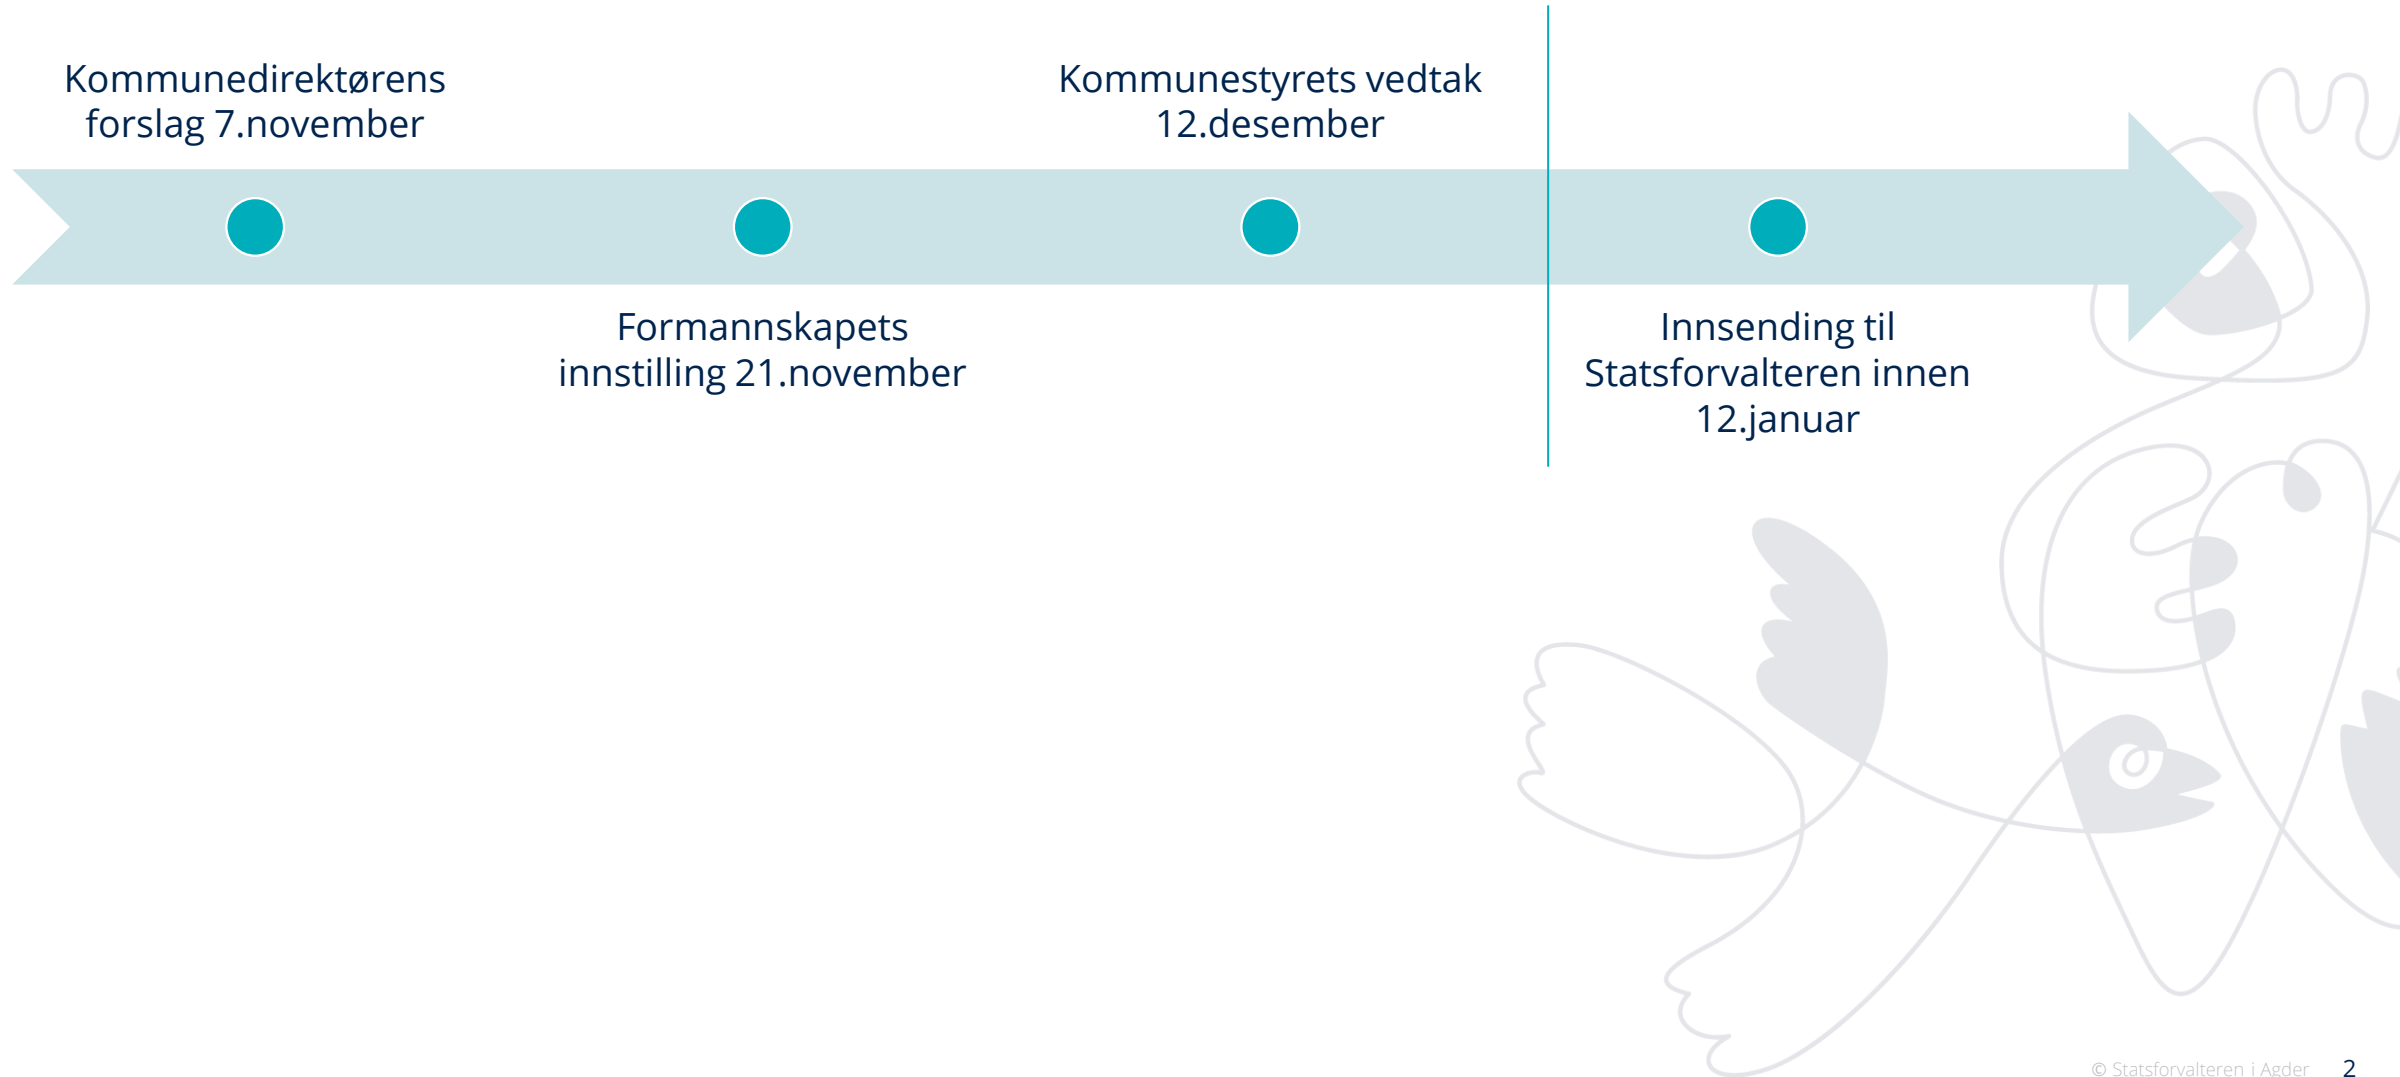 Kommunedirektørens
forslag 7.november
Formannskapets
innstilling 21.november
Kommunestyrets vedtak
12.desember
Innsending til
Statsforvalteren innen
12.januar
© Statsforvalteren i Agder 2